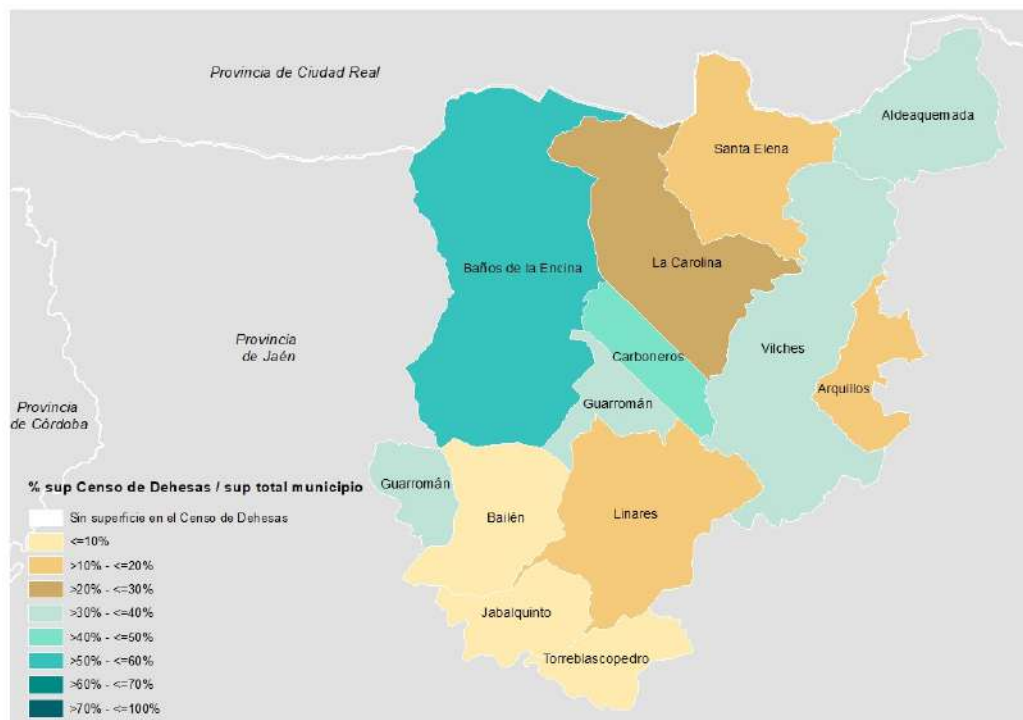 Provincia de Ciudad Real
Aldeaquemada
Santa Elena
Baños de la Encina
La Carolina
Provincia
de Jaén
Carboneros
Vilches
Arquillos
Guarromán
Provincia
de Córdoba
Guarromán
Bailén
Linares
Jabalquinto
Torreblascopedro
% sup Censo de Dehesas / sup total municipio
Sin superficie en el Censo de Dehesas
<=10%
>10% - <=20%
>20% - <=30%
>30% - <=40%
>40% - <=50%
>50% - <=60%
>60% - <=70%
>70% - <=100%